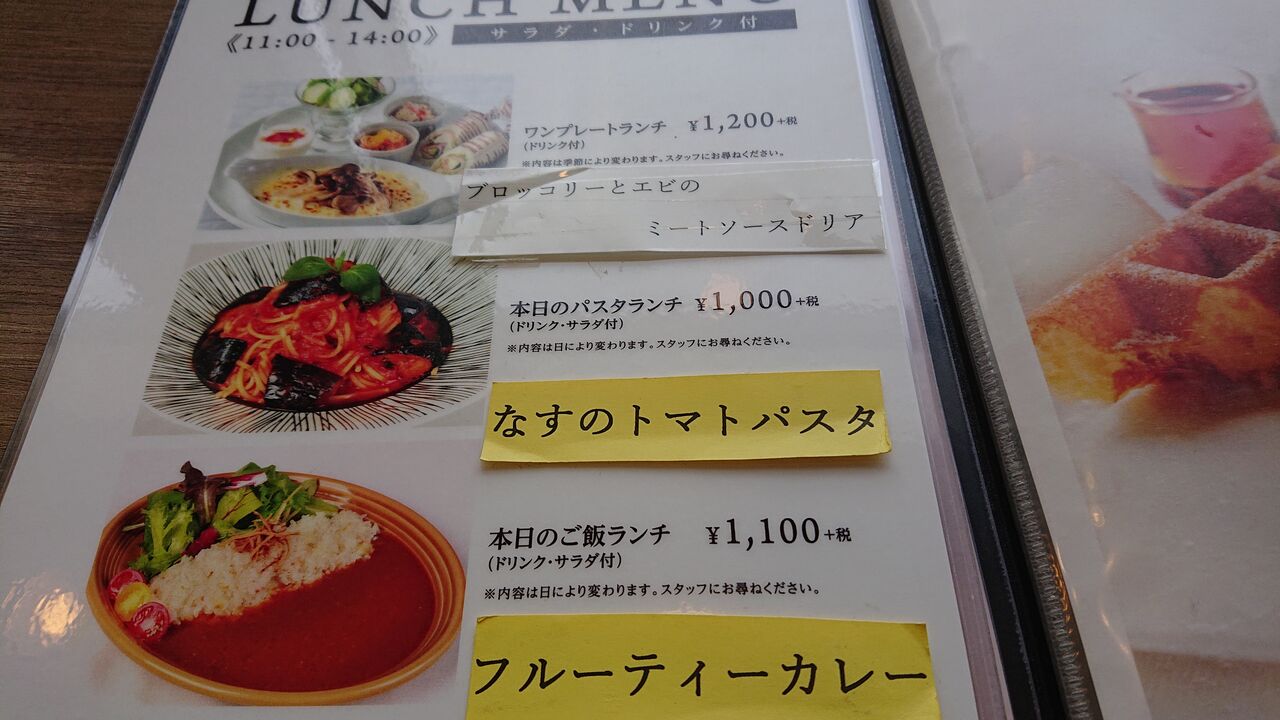 LUNCH MENU
《11:00 - 14:00》 サラダ・ドリンク付
ワンプレートランチ ¥1,200+税
(ドリンク付)
※内容は季節により変わります。スタッフにお尋ねください。
ブロッコリーとエビの
ミートソースドリア
本日のパスタランチ ¥1,000+税
(ドリンク・サラダ付)
※内容は日により変わります。スタッフにお尋ねください。
なすのトマトパスタ
本日のご飯ランチ ¥1,100+税
(ドリンク・サラダ付)
※内容は日により変わります。スタッフにお尋ねください。
フルーティーカレー